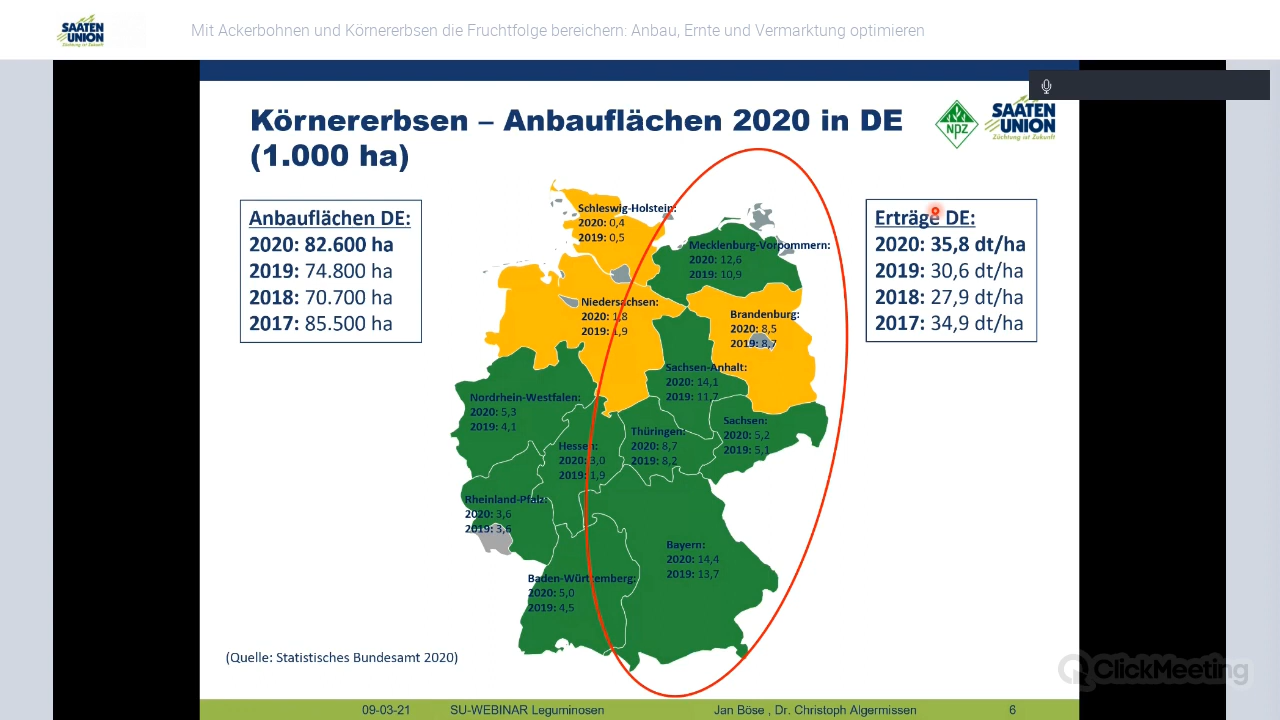 SAATEN
UNION
Züchtung ist Zukunft
Mit Ackerbohnen und Körnererbsen die Fruchtfolge bereichern: Anbau, Ernte und Vermarktung optimieren
Körnererbsen – Anbauflächen 2020 in DE
(1.000 ha)
NPZ
SAATEN
UNION
Züchtung ist Zukunft
Anbauflächen DE:
2020: 82.600 ha
2019: 74.800 ha
2018: 70.700 ha
2017: 85.500 ha
Erträge DE:
2020: 35,8 dt/ha
2019: 30,6 dt/ha
2018: 27,9 dt/ha
2017: 34,9 dt/ha
Schleswig-Holstein:
2020: 0,4
2019: 0,5
Mecklenburg-Vorpommern:
2020: 12,6
2019: 10,9
Niedersachsen:
2020: 1,8
2019: 1,9
Brandenburg:
2020: 8,5
2019: 8,7
Sachsen-Anhalt:
2020: 14,1
2019: 11,7
Nordrhein-Westfalen:
2020: 5,3
2019: 4,1
Sachsen:
2020: 5,2
2019: 5,1
Thüringen:
2020: 8,7
2019: 8,2
Hessen:
2020: 3,0
2019: 1,9
Rheinland-Pfalz:
2020: 3,6
2019: 3,6
Bayern:
2020: 14,4
2019: 13,7
Baden-Württemberg:
2020: 5,0
2019: 4,5
(Quelle: Statistisches Bundesamt 2020)
ClickMeeting
09-03-21 SU-WEBINAR Leguminosen Jan Böse , Dr. Christoph Algermissen 6